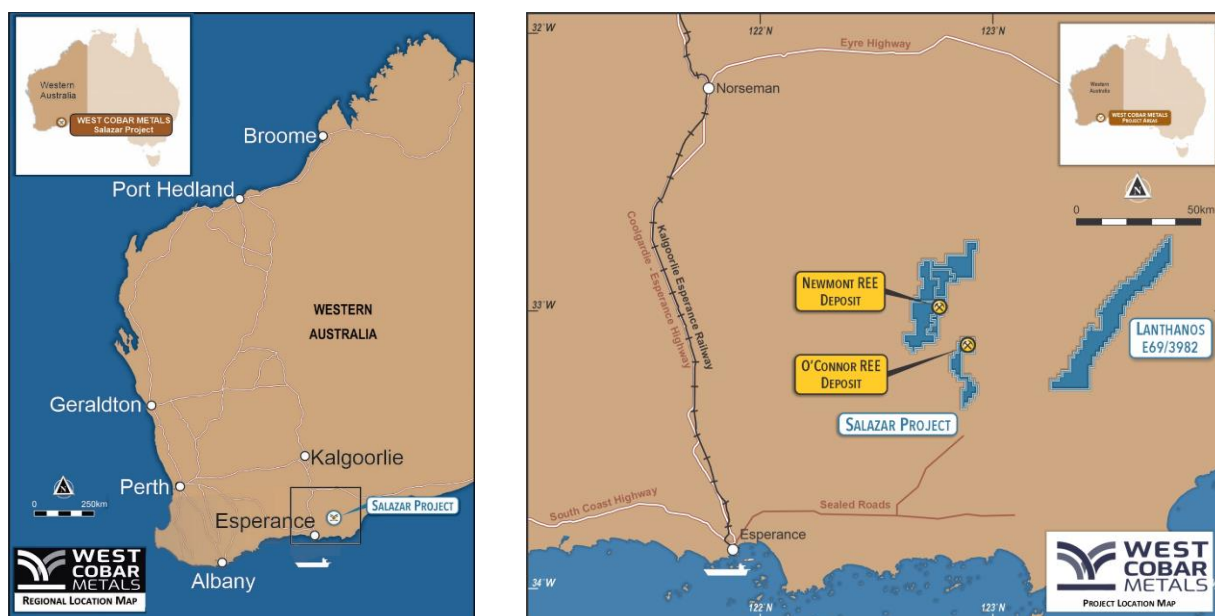 Western
Australia
WEST COBAR METALS
Salazar Project
Broome
Port Hedland
WESTERN
AUSTRALIA
Geraldton
Kalgoorlie
Perth
N
0 250km
SALAZAR PROJECT
Esperance
Albany
WEST
COBAR
METALS
REGIONAL LOCATION MAP
32°W
122°N
123°N
Eyre Highway
Norseman
Western
Australia
WEST COBAR METALS
PROJECT AREAS
N
0 50km
Coolgardie - Esperance Highway
Kalgoorlie Esperance Railway
NEWMONT REE
DEPOSIT
33°W
LANTHANOS
E69/3982
O'CONNOR REE
DEPOSIT
SALAZAR PROJECT
South Coast Highway
Sealed Roads
Esperance
WEST
COBAR
METALS
PROJECT LOCATION MAP
34°W
122°N
123°N